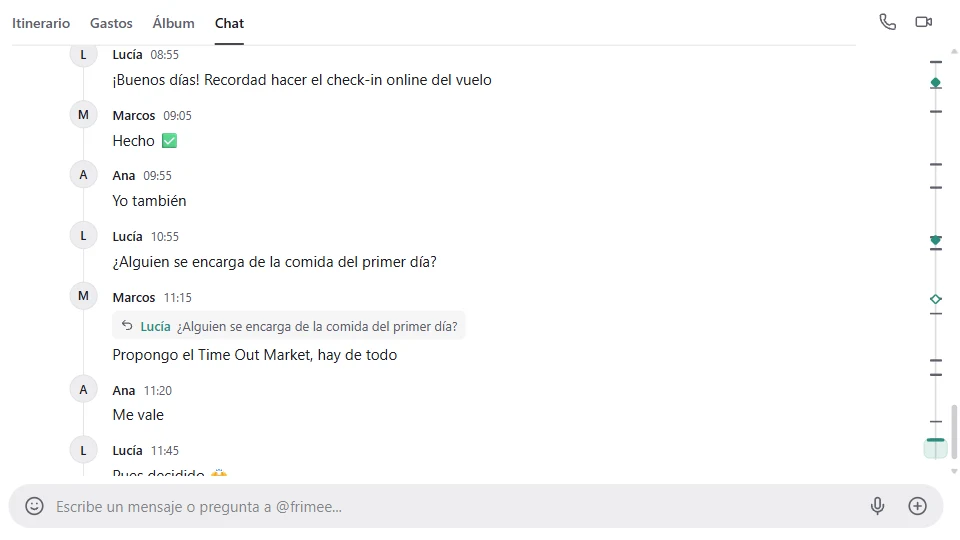 Itinerario Gastos Álbum Chat
L Lucía 08:55
¡Buenos días! Recordad hacer el check-in online del vuelo
M Marcos 09:05
Hecho ✅
A Ana 09:55
Yo también
L Lucía 10:55
¿Alguien se encarga de la comida del primer día?
M Marcos 11:15
Lucía ¿Alguien se encarga de la comida del primer día?
Propongo el Time Out Market, hay de todo
A Ana 11:20
Me vale
L Lucía 11:45
Pues decidido 🙌
Escribe un mensaje o pregunta a @frimee...